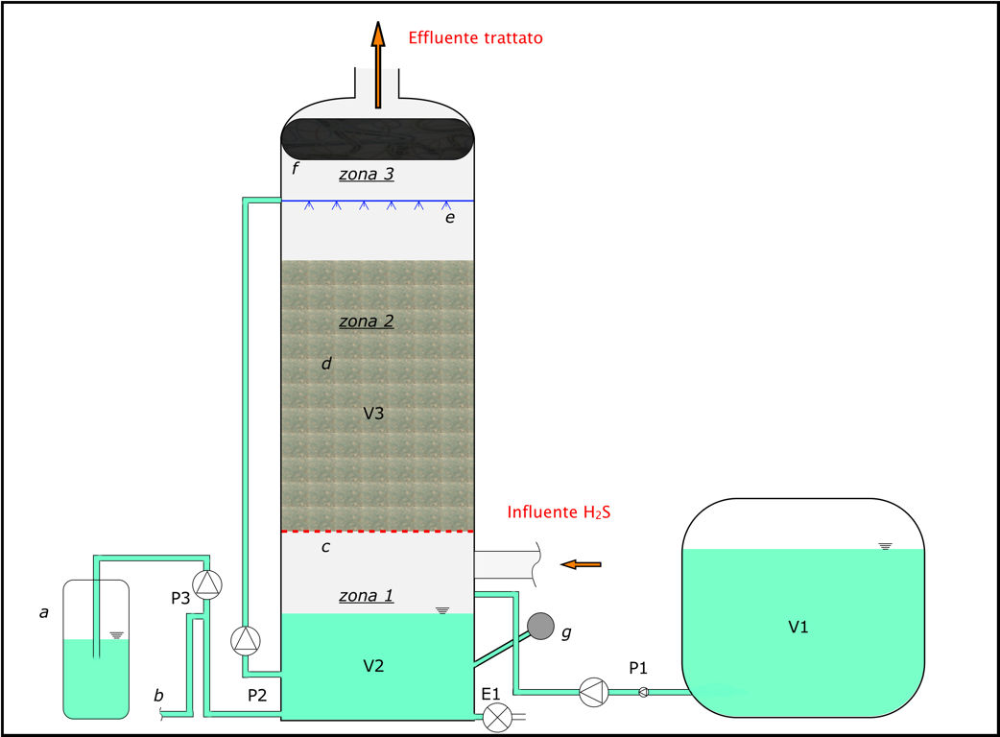 Effluente trattato
f
zona 3
e
zona 2
d
V3
Influente H₂S
c
zona 1
P3
a
g
V1
V2
P1
b
P2
E1